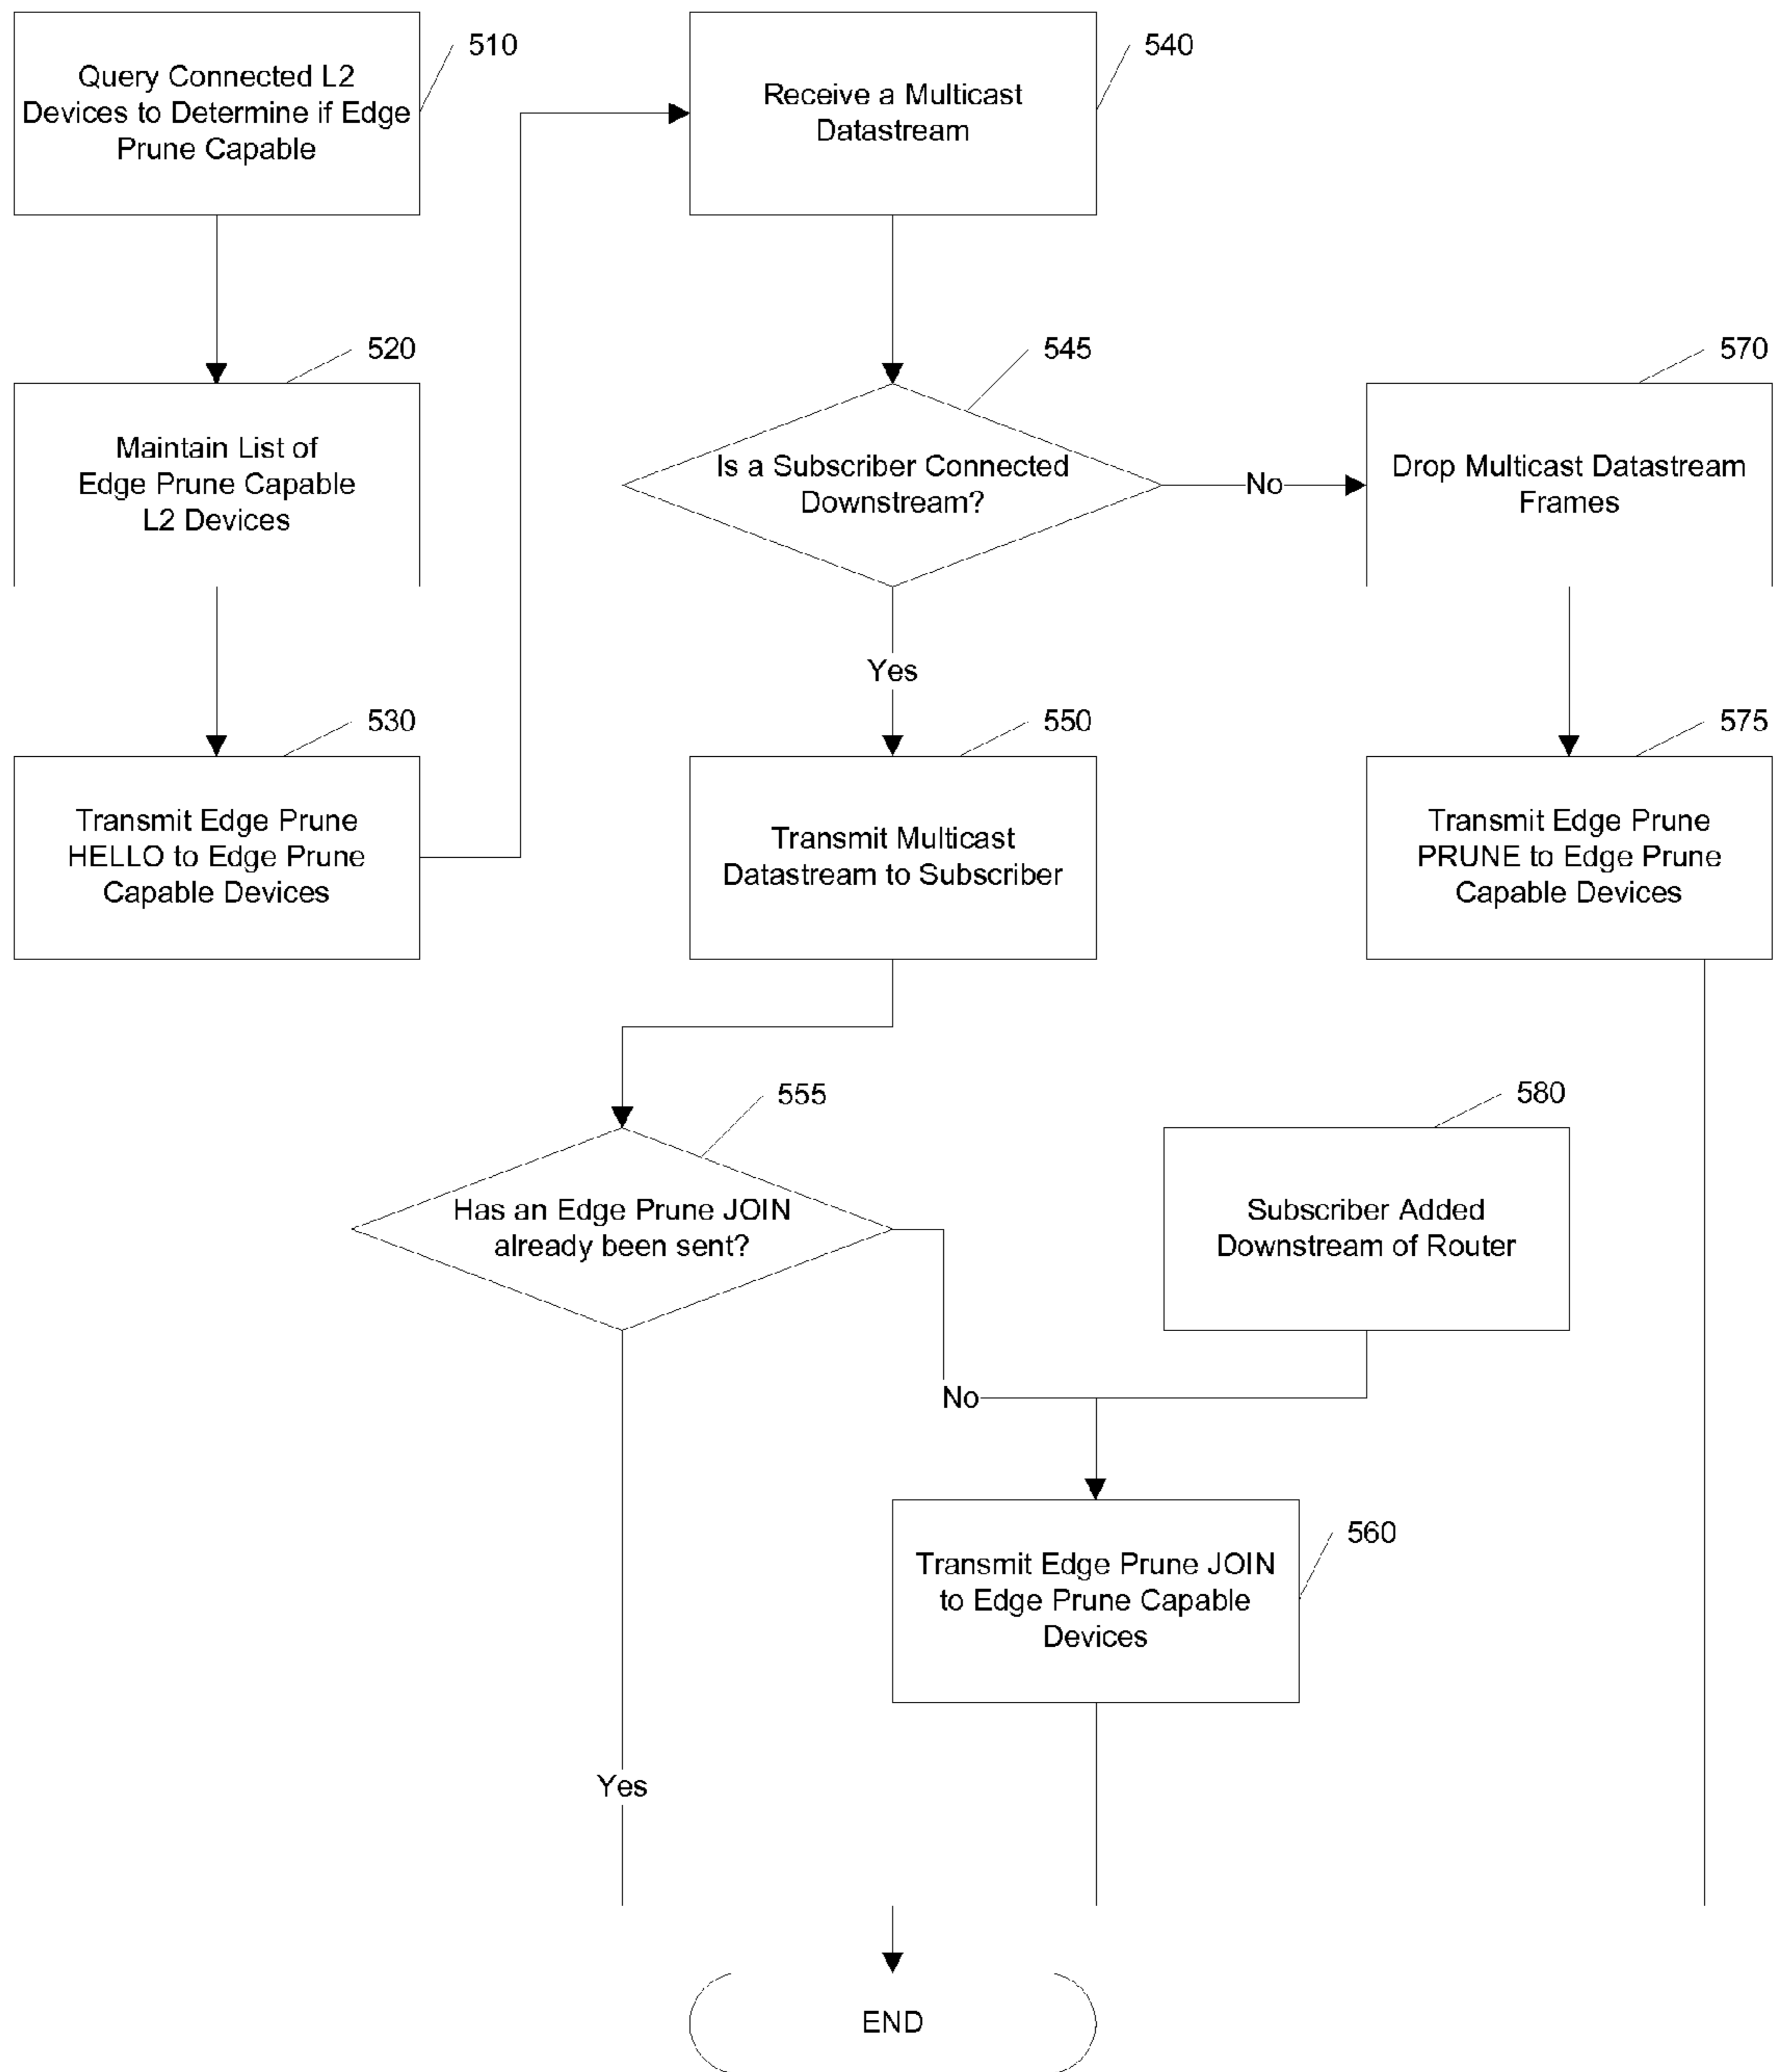 Query Connected L2
Devices to Determine if Edge
Prune Capable
510
Maintain List of
Edge Prune Capable
L2 Devices
520
Transmit Edge Prune
HELLO to Edge Prune
Capable Devices
530
Receive a Multicast
Datastream
540
Is a Subscriber Connected
Downstream?
545
No
Yes
Drop Multicast Datastream
Frames
570
Transmit Multicast
Datastream to Subscriber
550
Transmit Edge Prune
PRUNE to Edge Prune
Capable Devices
575
Has an Edge Prune JOIN
already been sent?
555
Subscriber Added
Downstream of Router
580
No
Transmit Edge Prune JOIN
to Edge Prune Capable
Devices
560
Yes
END